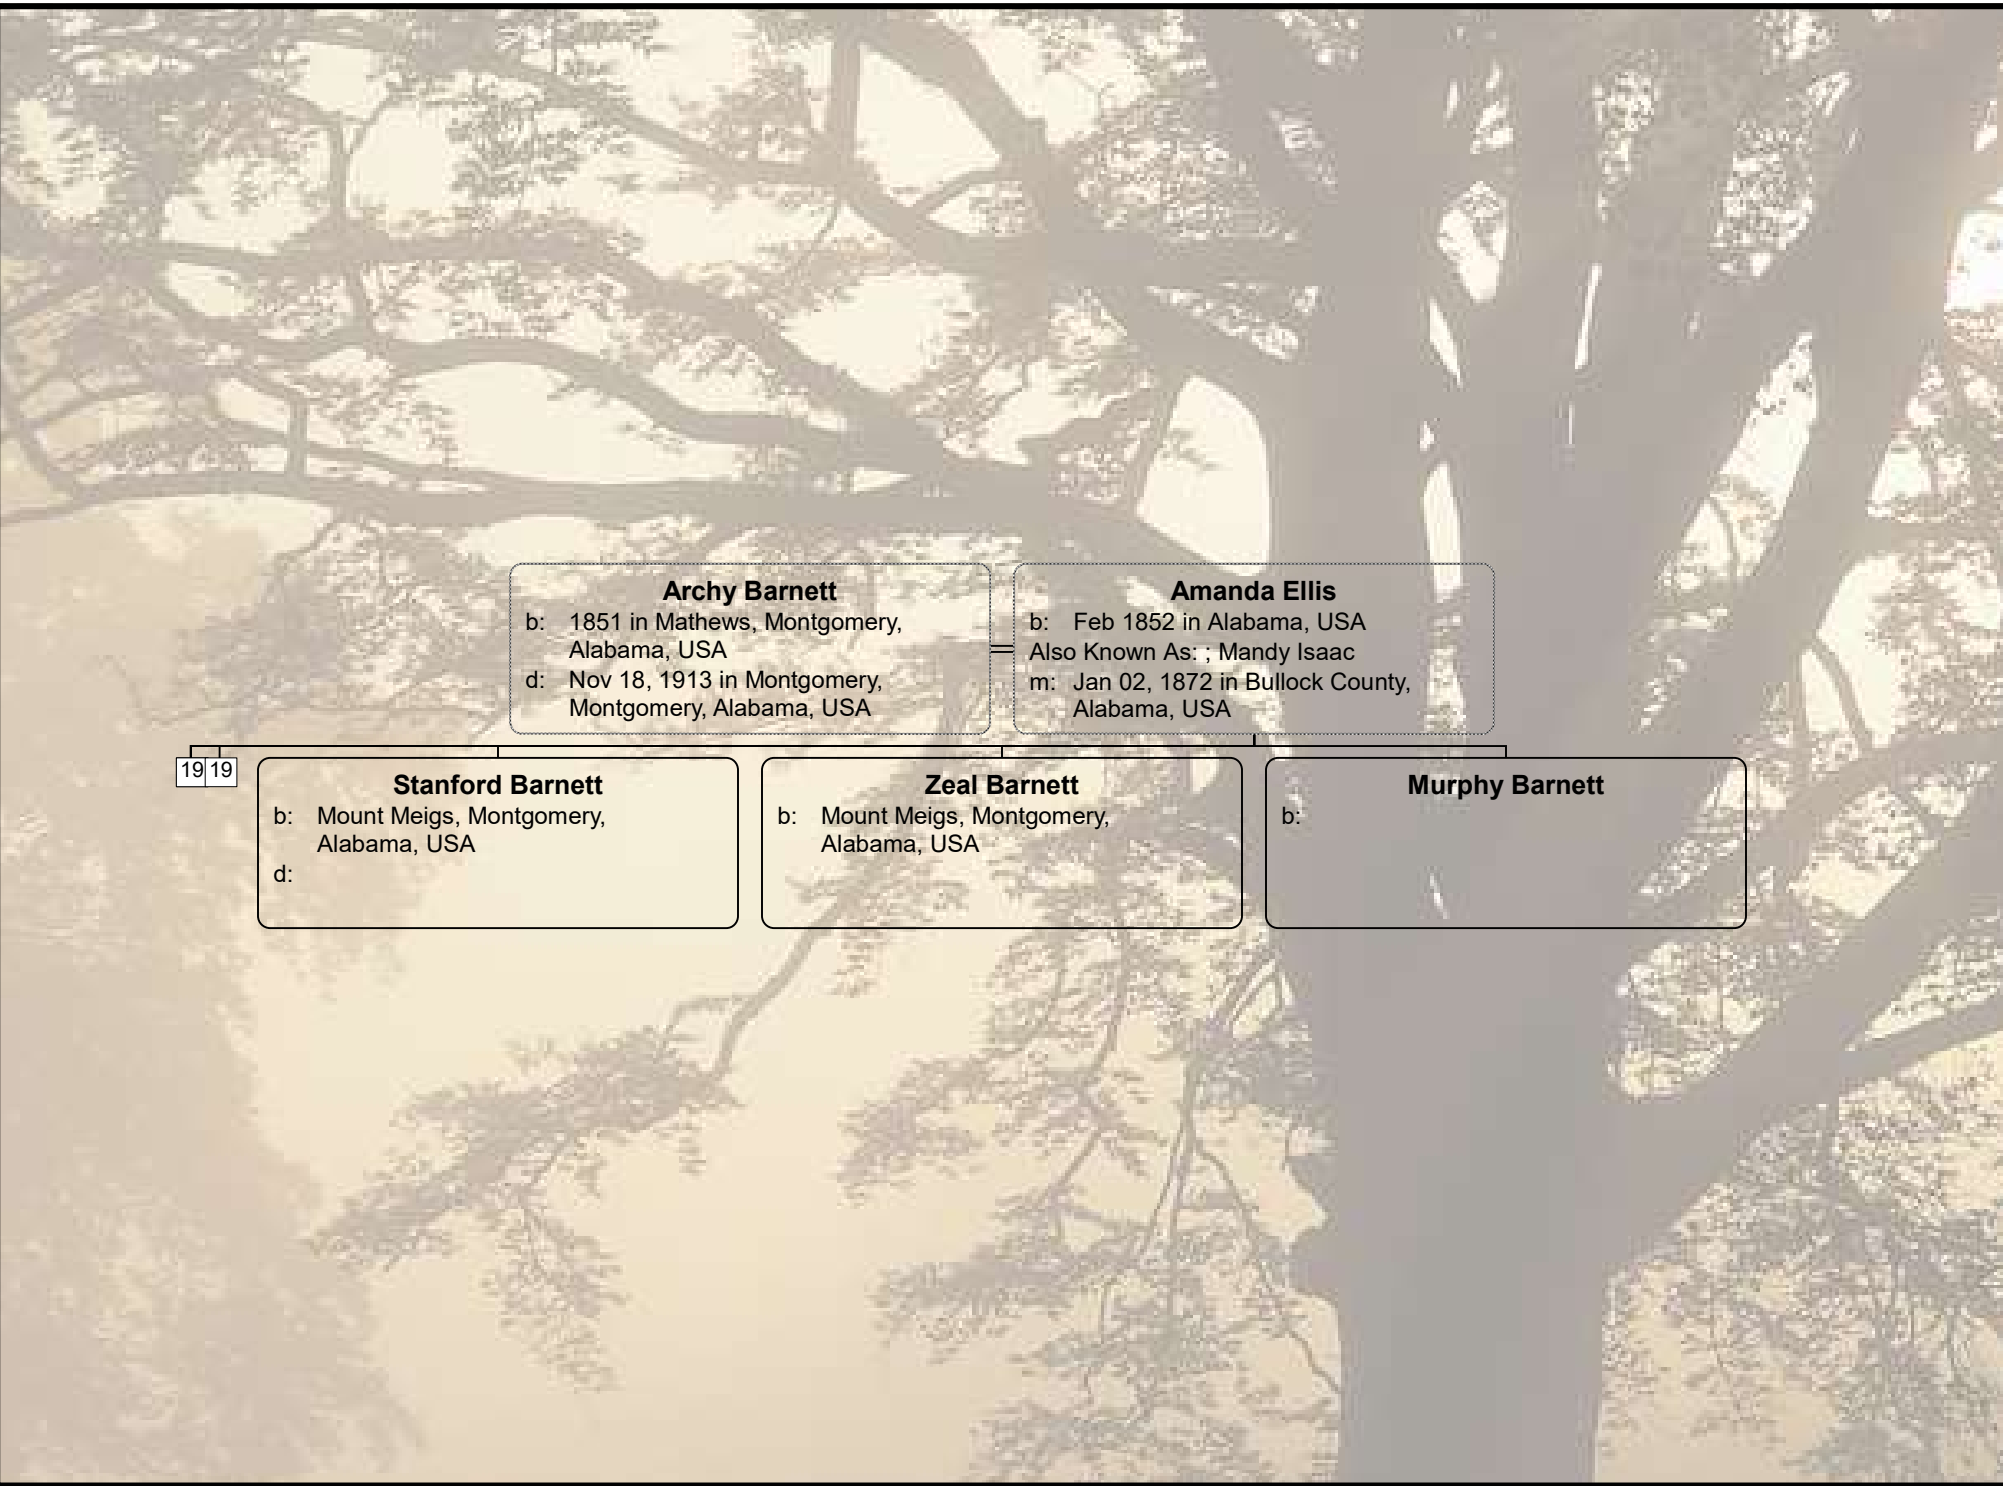 Archy Barnett
b: 1851 in Mathews, Montgomery,
Alabama, USA
d: Nov 18, 1913 in Montgomery,
Montgomery, Alabama, USA
Amanda Ellis
b: Feb 1852 in Alabama, USA
Also Known As: ; Mandy Isaac
m: Jan 02, 1872 in Bullock County,
Alabama, USA
19 19
Stanford Barnett
b: Mount Meigs, Montgomery,
Alabama, USA
d:
Zeal Barnett
b: Mount Meigs, Montgomery,
Alabama, USA
Murphy Barnett
b: